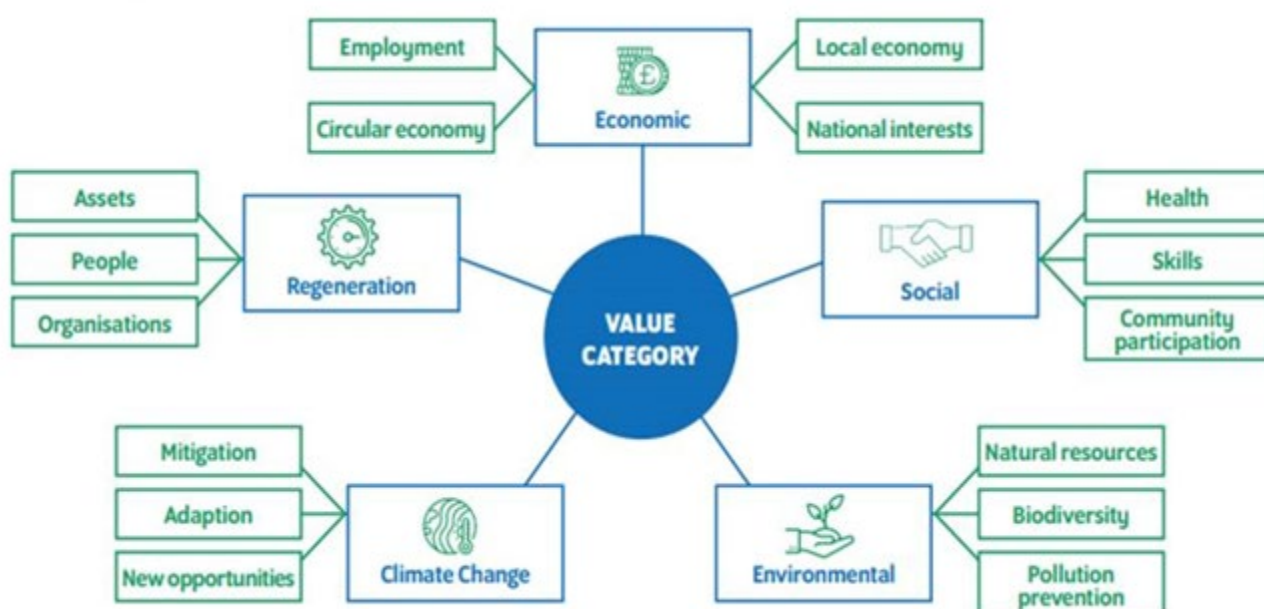 Employment
Circular economy
£
Economic
Local economy
National interests
Assets
People
Organisations
Regeneration
VALUE
CATEGORY
Social
Health
Skills
Community
participation
Mitigation
Adaption
New opportunities
Climate Change
Environmental
Natural resources
Biodiversity
Pollution
prevention